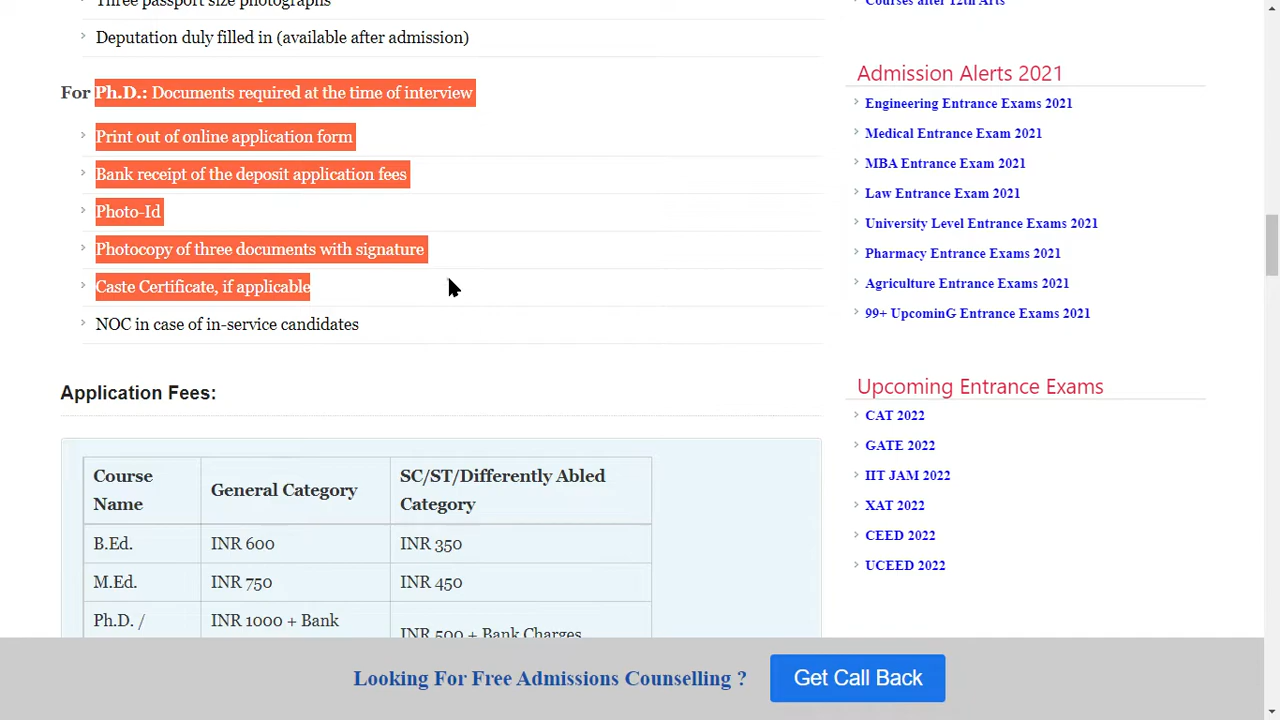 Three passport size photographs
Deputation duly filled in (available after admission)
For Ph.D.: Documents required at the time of interview
Print out of online application form
Bank receipt of the deposit application fees
Photo-Id
Photocopy of three documents with signature
Caste Certificate, if applicable
NOC in case of in-service candidates
Application Fees:
Course Name
General Category
SC/ST/Differently Abled Category
B.Ed.
INR 600
INR 350
M.Ed.
INR 750
INR 450
Ph.D. /
INR 1000 + Bank
INR 500 + Bank Charges
Courses after 12th Arts
Admission Alerts 2021
Engineering Entrance Exams 2021
Medical Entrance Exam 2021
MBA Entrance Exam 2021
Law Entrance Exam 2021
University Level Entrance Exams 2021
Pharmacy Entrance Exams 2021
Agriculture Entrance Exams 2021
99+ UpcominG Entrance Exams 2021
Upcoming Entrance Exams
CAT 2022
GATE 2022
IIT JAM 2022
XAT 2022
CEED 2022
UCEED 2022
Looking For Free Admissions Counselling ?
Get Call Back